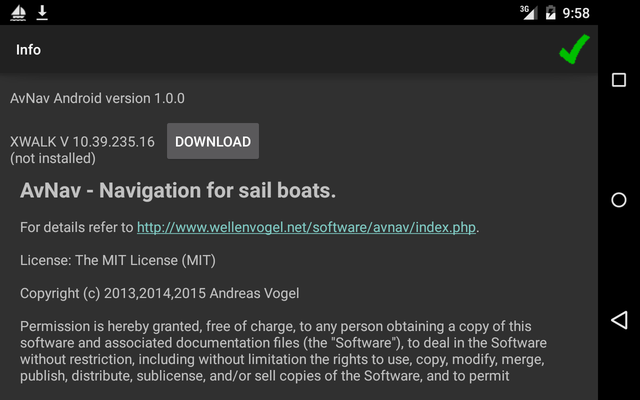 3G 9:58
Info
AvNav Android version 1.0.0
XWALK V 10.39.235.16
(not installed)
DOWNLOAD
AvNav - Navigation for sail boats.
For details refer to http://www.wellenvogel.net/software/avnav/index.php.
License: The MIT License (MIT)
Copyright (c) 2013,2014,2015 Andreas Vogel
Permission is hereby granted, free of charge, to any person obtaining a copy of this
software and associated documentation files (the "Software"), to deal in the Software
without restriction, including without limitation the rights to use, copy, modify, merge,
publish, distribute, sublicense, and/or sell copies of the Software, and to permit